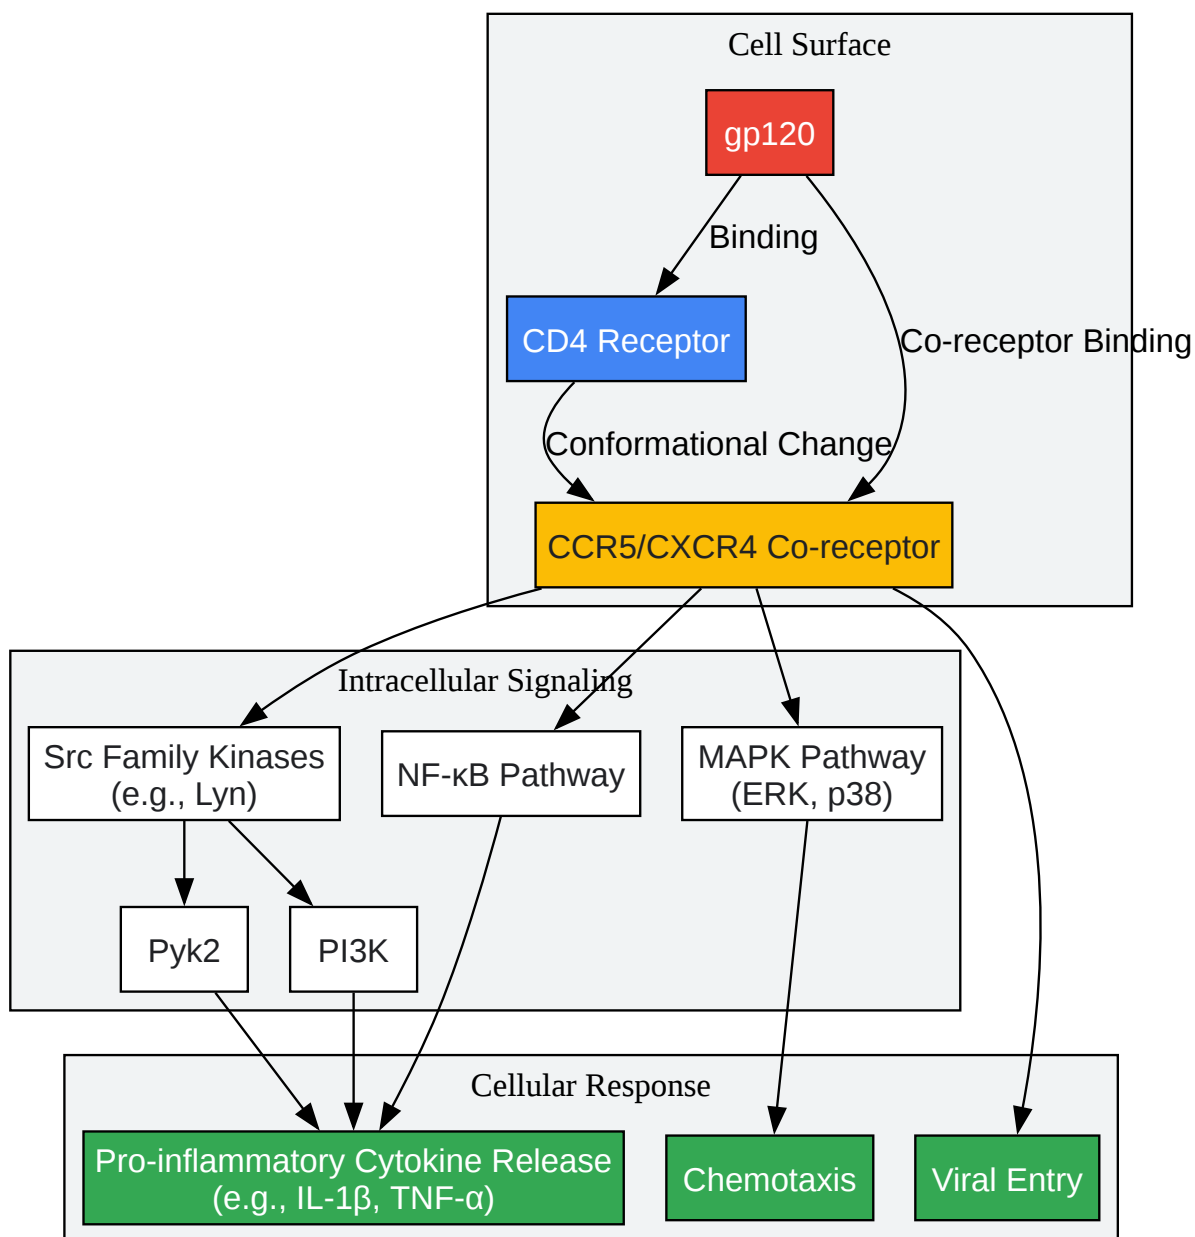 Cell Surface
gp120
Binding
CD4 Receptor
Co-receptor Binding
Conformational Change
CCR5/CXCR4 Co-receptor
Intracellular Signaling
Src Family Kinases
(e.g., Lyn)
NF-κB Pathway
MAPK Pathway
(ERK, p38)
Pyk2
PI3K
Cellular Response
Pro-inflammatory Cytokine Release
(e.g., IL-1β, TNF-α)
Chemotaxis
Viral Entry